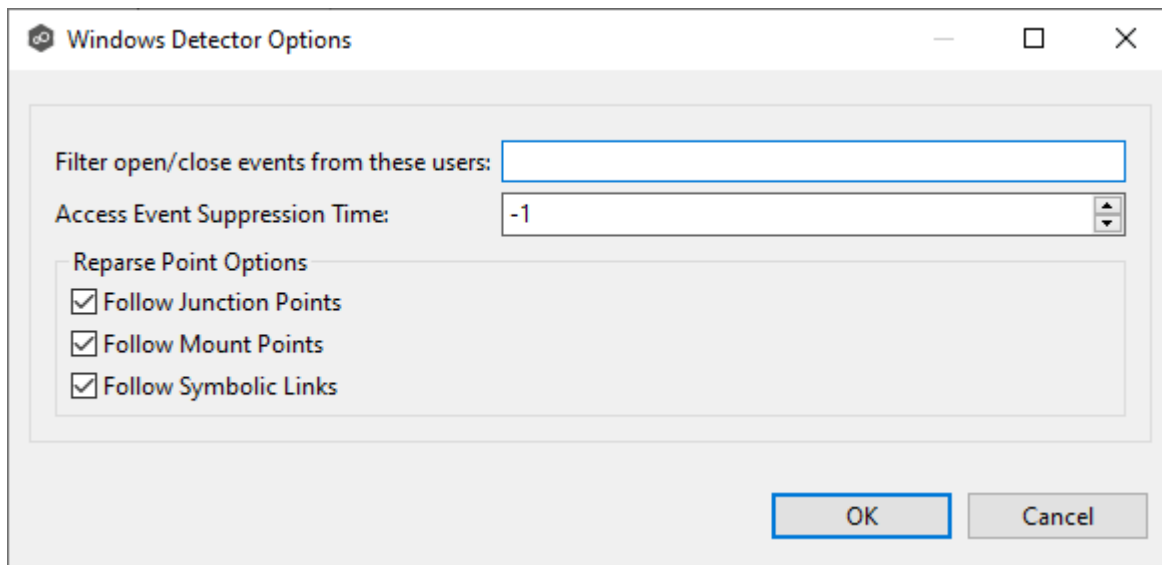 Windows Detector Options
Filter open/close events from these users:
Access Event Suppression Time: -1
Reparse Point Options
Follow Junction Points
Follow Mount Points
Follow Symbolic Links
OK Cancel